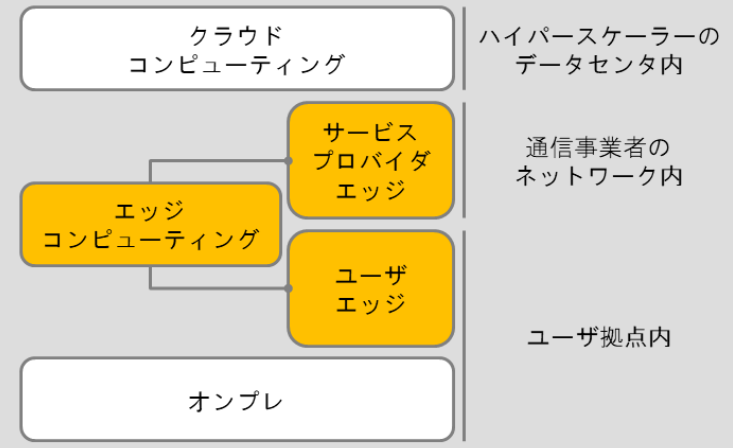 クラウド
コンピューティング
ハイパースケーラーの
データセンタ内
サービス
プロバイダ
エッジ
通信事業者の
ネットワーク内
エッジ
コンピューティング
ユーザ
エッジ
ユーザ拠点内
オンプレ